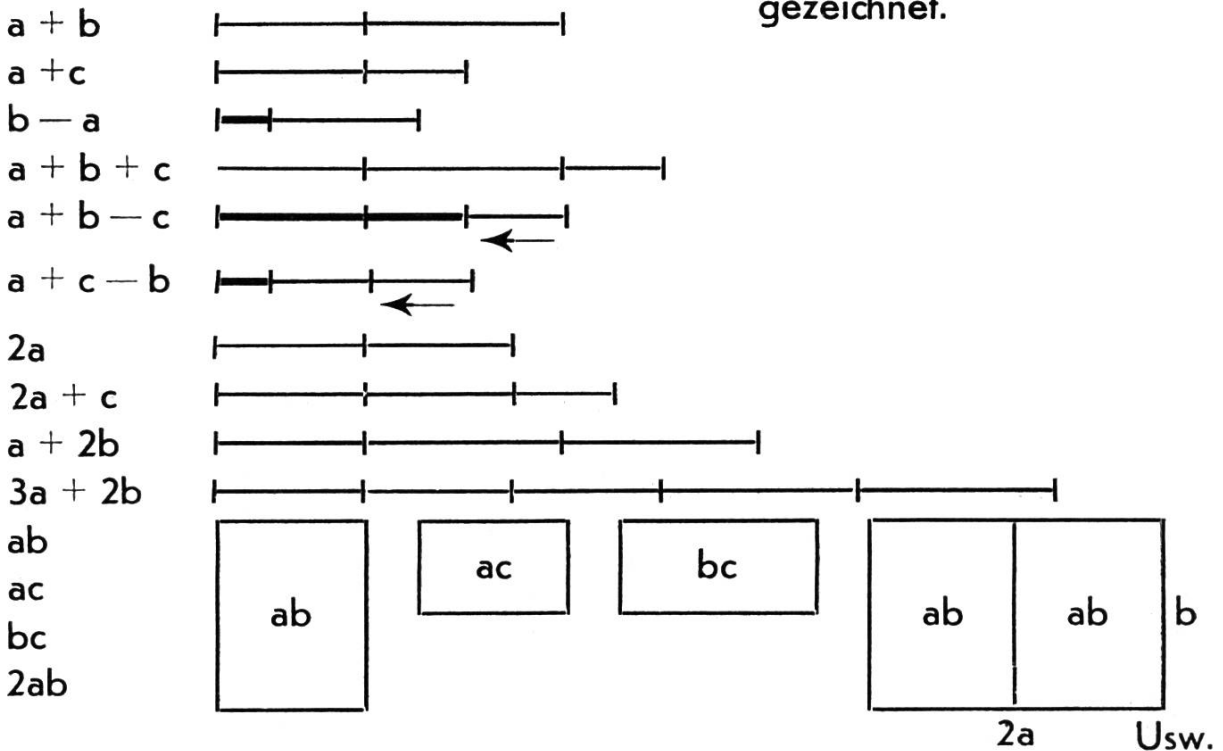 gezeichnet.
a + b
a + c
b — a
a + b + c
a + b — c
a + c — b
2a
2a + c
a + 2b
3a + 2b
ab
ac
bc
2ab
ab
ac
bc
ab ab b
2a Usw.